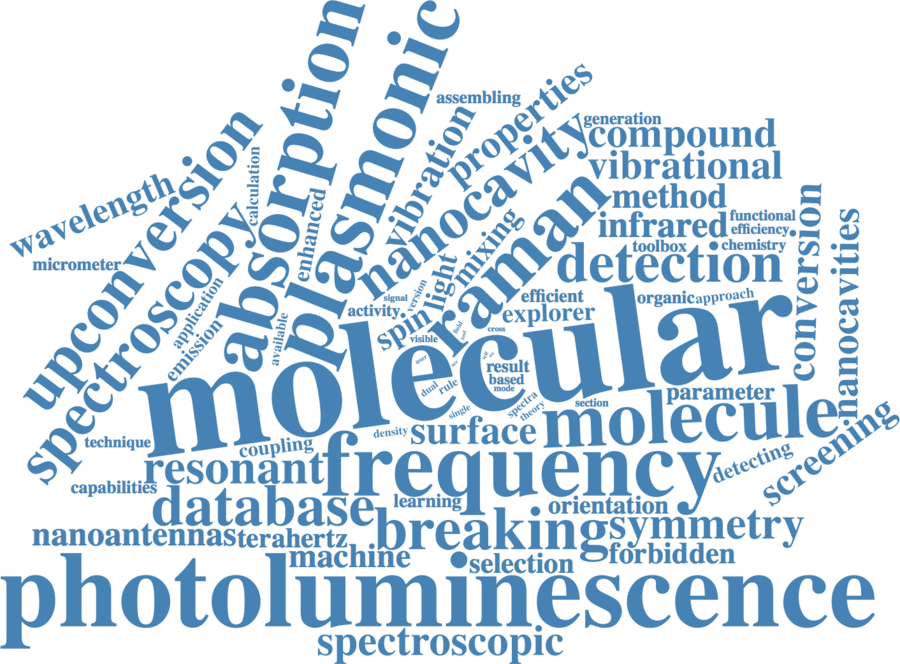 absorption
plasmonic
assembling
properties
vibration
upconversion
generation
compound
nanocavity
vibrational
calculation
wavelength
enhanced
raman
method
functional
infrared
efficiency
conversion
spectroscopy
mixing
toolbox
chemistry
nanocavities
micrometer
application
light
detection
version
signal
efficient
organic
approach
activity
explorer
spin
emission
available
visible
field
cross
molecular
user
result
based
mode
dual
rule
parameter
spectra
section
single
theory
molecule
density
surface
technique
coupling
screening
resonant
frequency
detecting
capabilities
database
learning
orientation
breaking
symmetry
nanoantennas
terahertz
machine
selection
forbidden
photoluminescence
spectroscopic